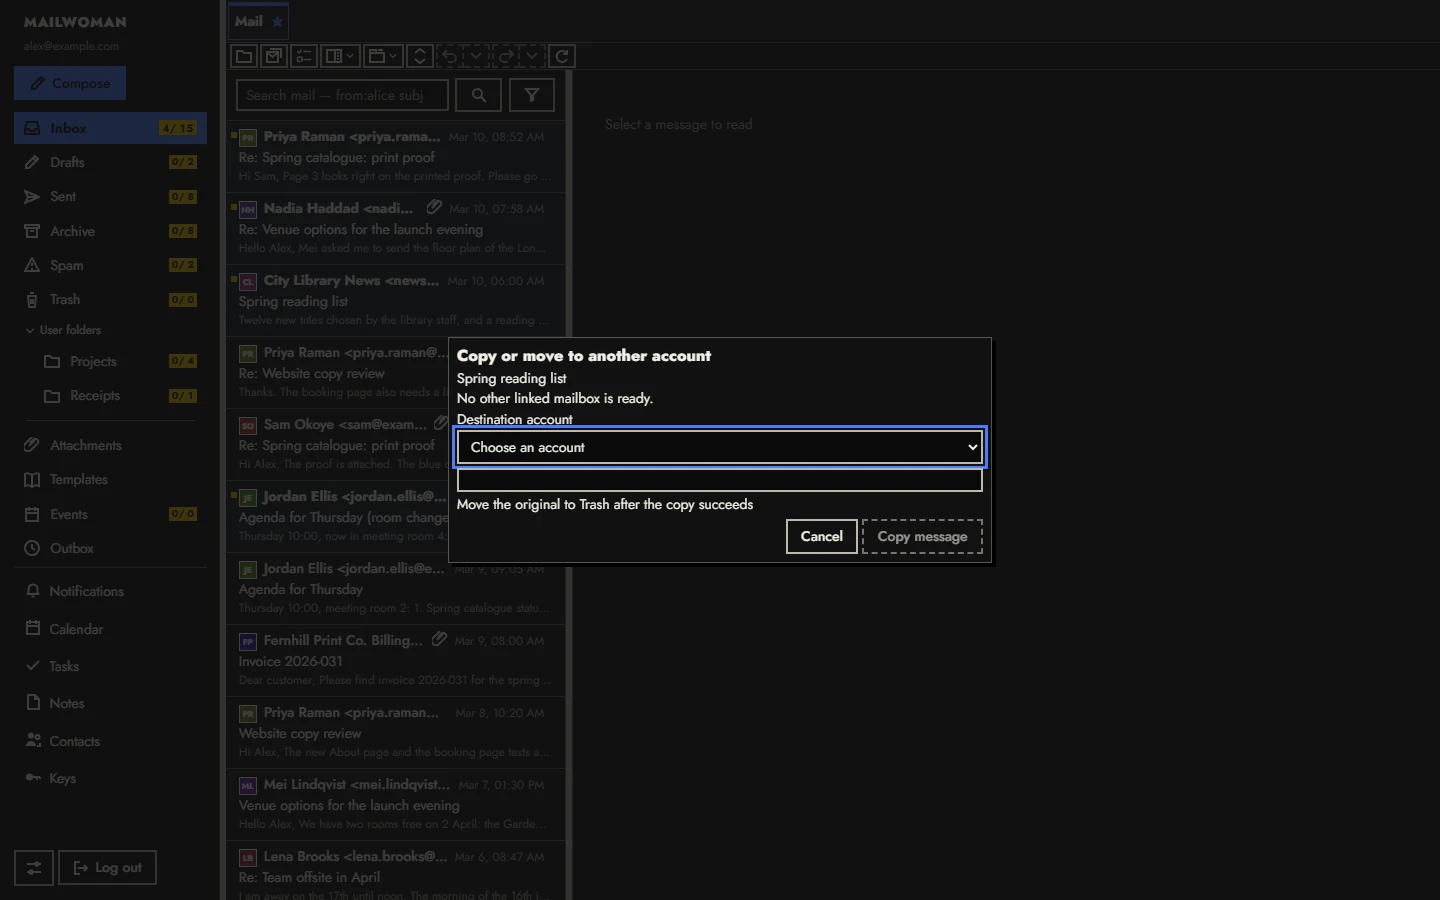 MAILWOMAN
alex@example.com
Compose
Inbox 4/ 15
Drafts 0/ 2
Sent 0/ 8
Archive 0/ 8
Spam 0/ 2
Trash 0/ 0
User folders
Projects 0/ 4
Receipts 0/ 1
Attachments
Templates
Events 0/ 0
Outbox
Notifications
Calendar
Tasks
Notes
Contacts
Keys
Log out
Mail
Search mail — from:alice subj
PR Priya Raman <priya.rama... Mar 10, 08:52 AM
Re: Spring catalogue: print proof
Hi Sam, Page 3 looks right on the printed proof. Please go ...
NH Nadia Haddad <nadi... Mar 10, 07:58 AM
Re: Venue options for the launch evening
Hello Alex, Mei asked me to send the floor plan of the Lon...
CL City Library News <news... Mar 10, 06:00 AM
Spring reading list
Twelve new titles chosen by the library staff, and a reading ...
PR Priya Raman <priya.raman@...
Re: Website copy review
Thanks. The booking page also needs a
SO Sam Okoye <sam@exam...
Re: Spring catalogue: print proof
Hi Alex, The proof is attached. The blue
JE Jordan Ellis <jordan.ellis@...
Agenda for Thursday (room change
Thursday 10:00, now in meeting room 4:
JE Jordan Ellis <jordan.ellis@e... Mar 9, 09:05 AM
Agenda for Thursday
Thursday 10:00, meeting room 2: 1. Spring catalogue statu...
FP Fernhill Print Co. Billing... Mar 9, 08:00 AM
Invoice 2026-031
Dear customer, Please find invoice 2026-031 for the spring...
PR Priya Raman <priya.raman... Mar 8, 10:20 AM
Website copy review
Hi Alex, The new About page and the booking page texts a...
ML Mei Lindqvist <mei.lindqvist... Mar 7, 01:30 PM
Venue options for the launch evening
Hello Alex, We have two rooms free on 2 April: the Garde...
LB Lena Brooks <lena.brooks@... Mar 6, 08:47 AM
Re: Team offsite in April
I am away on the 17th until noon. The morning of the 16th i...
Select a message to read
Copy or move to another account
Spring reading list
No other linked mailbox is ready.
Destination account
Choose an account
Move the original to Trash after the copy succeeds
Cancel
Copy message